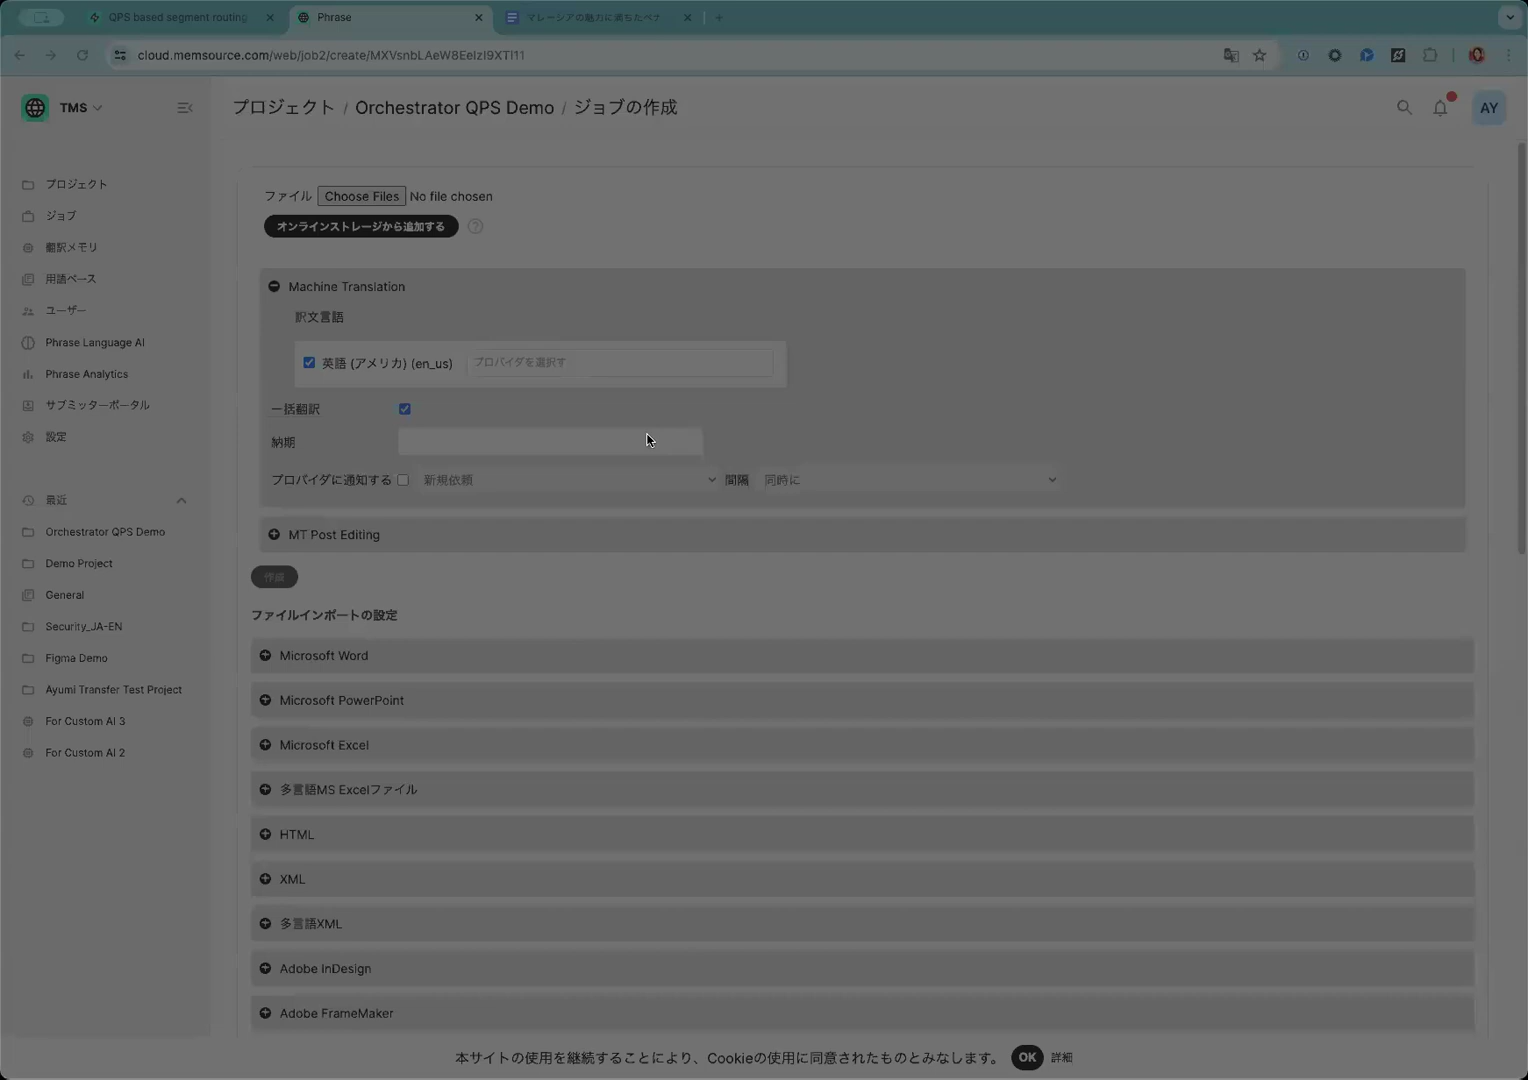 QPS based segment routing
Phrase
マレーシアの魅力に満ちたペナ
cloud.memsource.com/web/job2/create/MXVsnbLAeW8EeIzI9XTI11
TMS
プロジェクト / Orchestrator QPS Demo / ジョブの作成
AY
プロジェクト
ジョブ
翻訳メモリ
用語ベース
ユーザー
Phrase Language AI
Phrase Analytics
サブミッターポータル
設定
最近
Orchestrator QPS Demo
Demo Project
General
Security_JA-EN
Figma Demo
Ayumi Transfer Test Project
For Custom AI 3
For Custom AI 2
ファイル Choose Files No file chosen
オンラインストレージから追加する
Machine Translation
訳文言語
英語 (アメリカ) (en_us) プロバイダを選択す
一括翻訳
納期
プロバイダに通知する 新規依頼 間隔 同時に
MT Post Editing
作成
ファイルインポートの設定
Microsoft Word
Microsoft PowerPoint
Microsoft Excel
多言語MS Excelファイル
HTML
XML
多言語XML
Adobe InDesign
Adobe FrameMaker
本サイトの使用を継続することにより、Cookieの使用に同意されたものとみなします。 OK 詳細